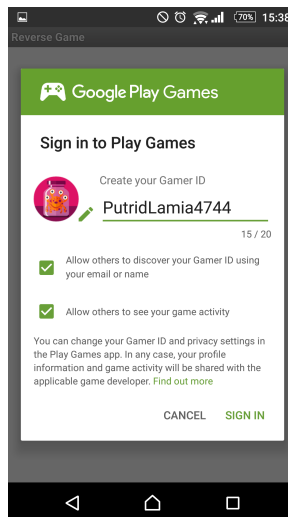 70% 15:38
Reverse Game
Google Play Games
Sign in to Play Games
Create your Gamer ID
PutridLamia4744
15 / 20
Allow others to discover your Gamer ID using
your email or name
Allow others to see your game activity
You can change your Gamer ID and privacy settings in
the Play Games app. In any case, your profile
information and game activity will be shared with the
applicable game developer. Find out more
CANCEL SIGN IN